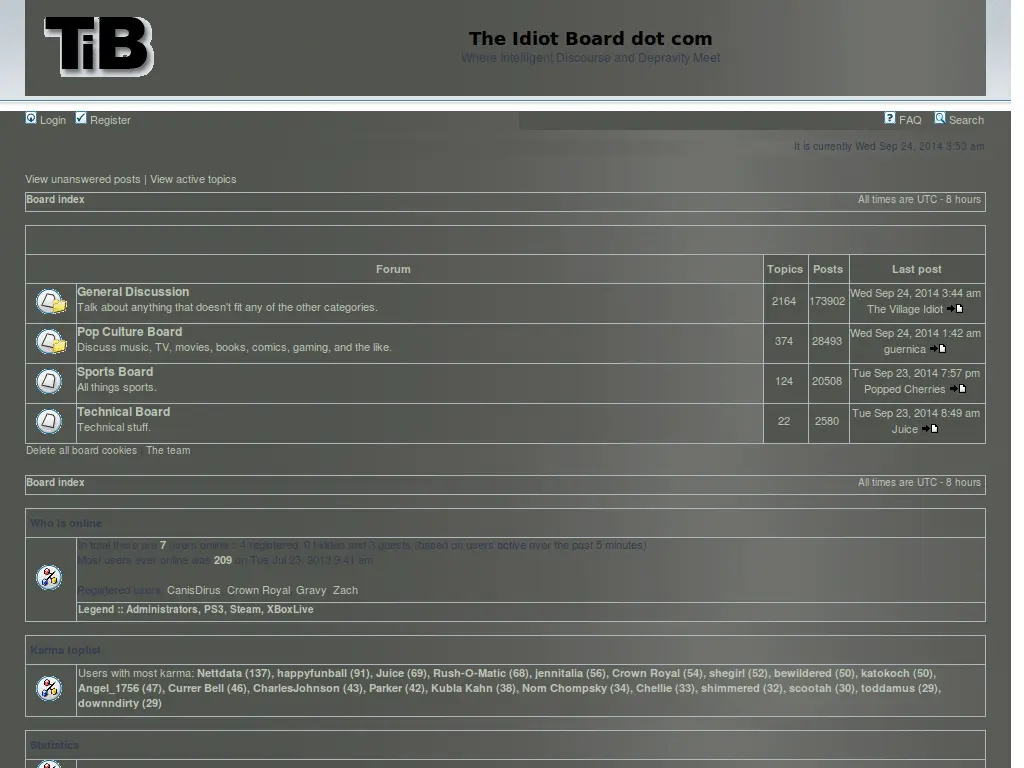 TiB
The Idiot Board dot com
Where Intelligent Discourse and Depravity Meet
Login Register FAQ Search
It is currently Wed Sep 24, 2014 3:53 am
View unanswered posts | View active topics
Board index All times are UTC - 8 hours
Forum Topics Posts Last post
General Discussion
Talk about anything that doesn't fit any of the other categories.
2164 173902 Wed Sep 24, 2014 3:44 am
The Village Idiot
Pop Culture Board
Discuss music, TV, movies, books, comics, gaming, and the like.
374 28493 Wed Sep 24, 2014 1:42 am
guernica
Sports Board
All things sports.
124 20508 Tue Sep 23, 2014 7:57 pm
Popped Cherries
Technical Board
Technical stuff.
22 2580 Tue Sep 23, 2014 8:49 am
Juice
Delete all board cookies | The team
Board index All times are UTC - 8 hours
Who is online
In total there are 7 users online :: 4 registered, 0 hidden and 3 guests (based on users active over the past 5 minutes)
Most users ever online was 209 on Tue Jul 23, 2013 9:41 am
Registered users: CanisDirus, Crown Royal, Gravy, Zach
Legend :: Administrators, PS3, Steam, XBoxLive
Karma toplist
Users with most karma: Nettdata (137), happyfunball (91), Juice (69), Rush-O-Matic (68), jennitalia (56), Crown Royal (54), shegirl (52), bewildered (50), katokoch (50),
Angel_1756 (47), Currer Bell (46), CharlesJohnson (43), Parker (42), Kubla Kahn (38), Nom Chompsky (34), Chellie (33), shimmered (32), scootah (30), toddamus (29),
downndirty (29)
Statistics